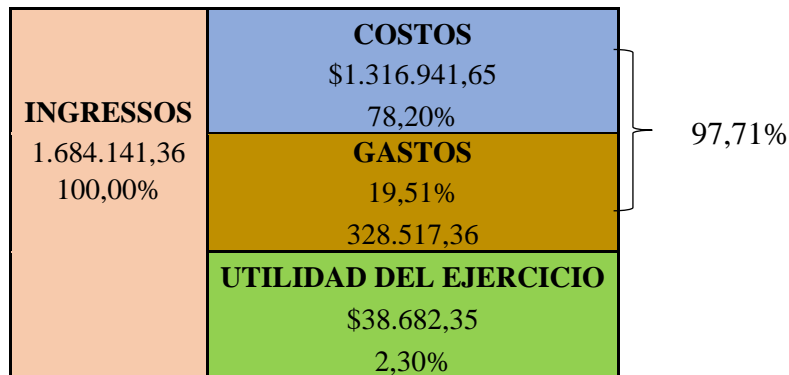 INGRESSOS
1.684.141,36
100,00%
COSTOS
$1.316.941,65
78,20%
GASTOS
19,51%
328.517,36
UTILIDAD DEL EJERCICIO
$38.682,35
2,30%
97,71%